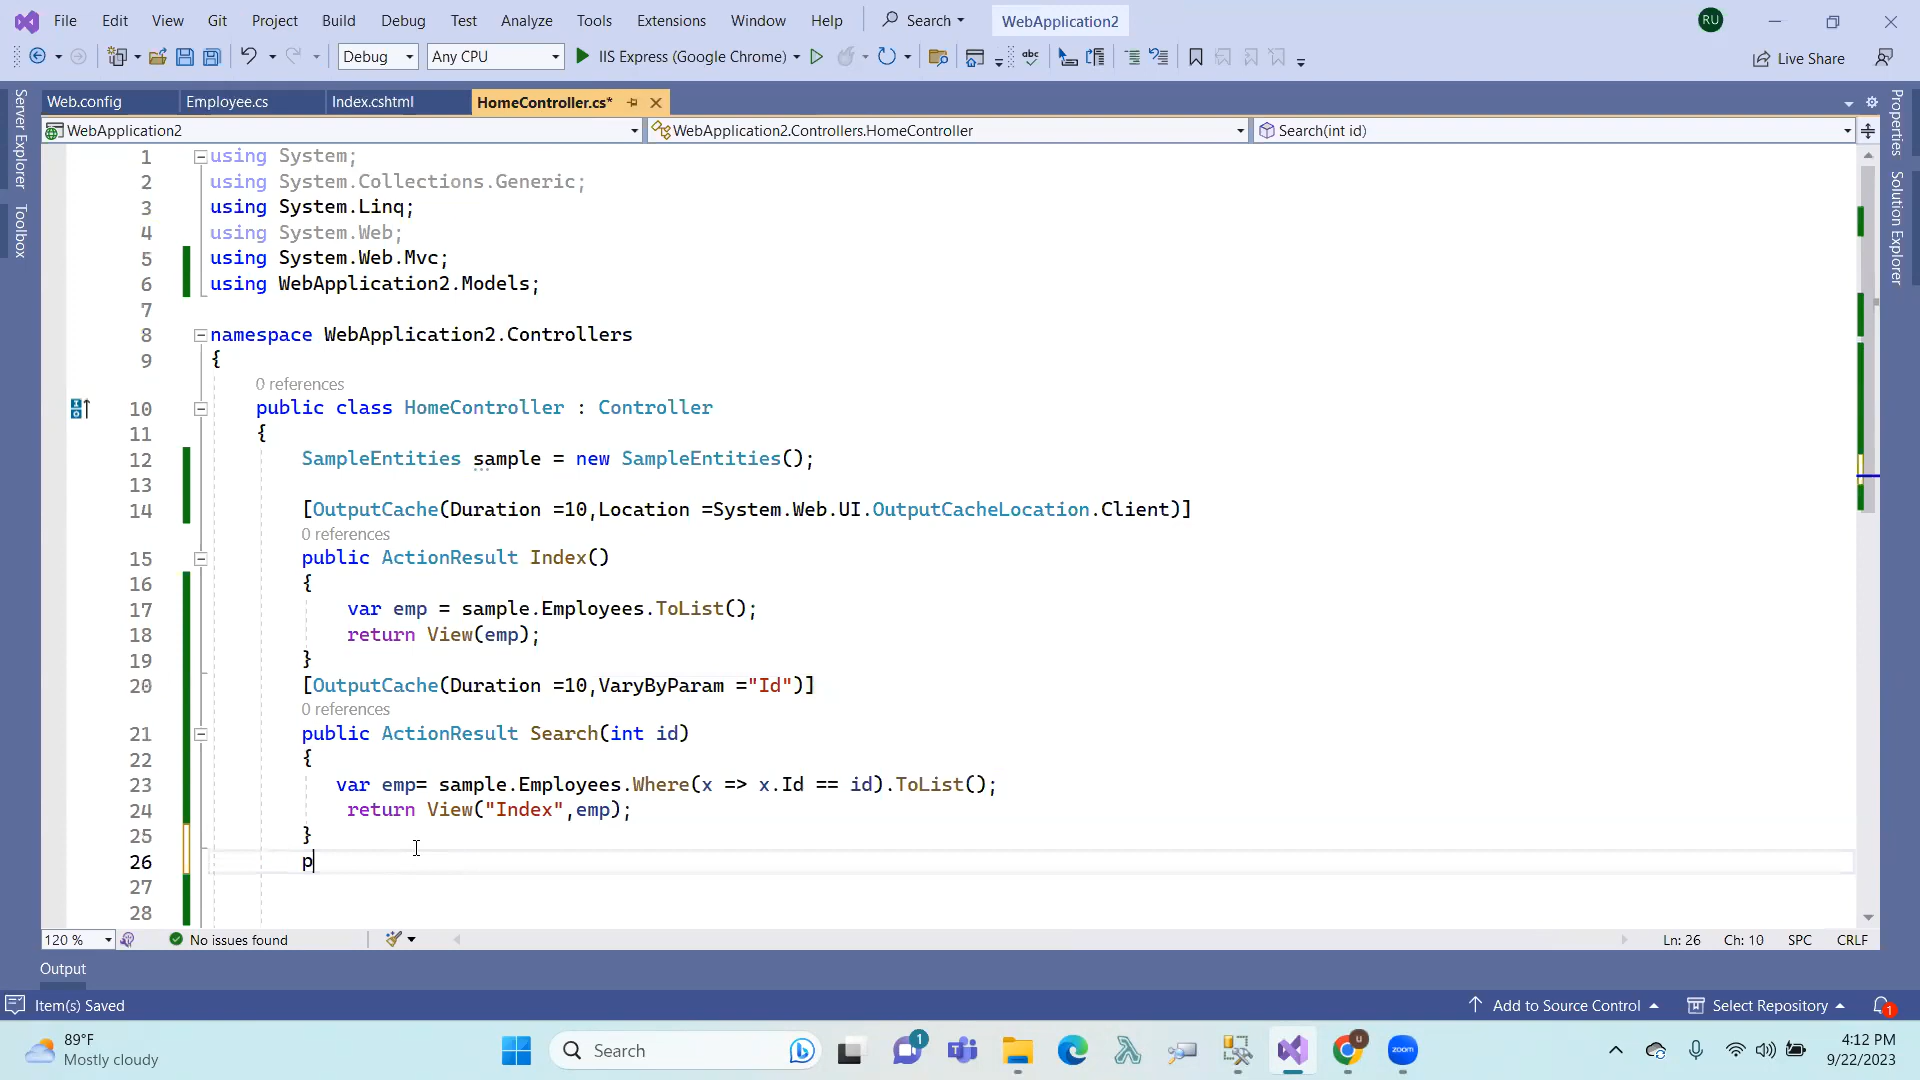 File Edit View Git Project Build Debug Test Analyze Tools Extensions Window Help Search WebApplication2 RU
Debug Any CPU IIS Express (Google Chrome) Live Share
Web.config Employee.cs Index.cshtml HomeController.cs*
WebApplication2 WebApplication2.Controllers.HomeController Search(int id)
Server Explorer
Toolbox
Properties
Solution Explorer
1 using System;
2 using System.Collections.Generic;
3 using System.Linq;
4 using System.Web;
5 using System.Web.Mvc;
6 using WebApplication2.Models;
7
8 namespace WebApplication2.Controllers
9 {
0 references
10 public class HomeController : Controller
11 {
12 SampleEntities sample = new SampleEntities();
13
14 [OutputCache(Duration =10,Location =System.Web.UI.OutputCacheLocation.Client)]
0 references
15 public ActionResult Index()
16 {
17 var emp = sample.Employees.ToList();
18 return View(emp);
19 }
20 [OutputCache(Duration =10,VaryByParam ="Id")]
0 references
21 public ActionResult Search(int id)
22 {
23 var emp= sample.Employees.Where(x => x.Id == id).ToList();
24 return View("Index",emp);
25 }
26 p
27
28
120 % No issues found Ln: 26 Ch: 10 SPC CRLF
Output
Item(s) Saved Add to Source Control Select Repository 1
89°F
Mostly cloudy
Search 1 zoom
4:12 PM
9/22/2023